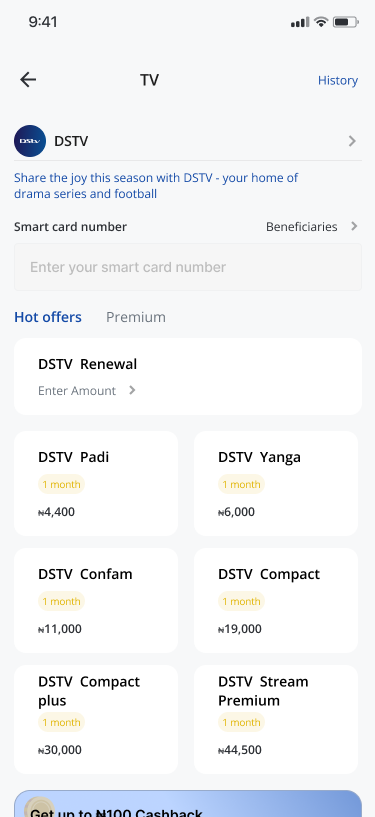 9:41
TV
History
DStv
DSTV
Share the joy this season with DSTV - your home of
drama series and football
Smart card number
Beneficiaries
Enter your smart card number
Hot offers
Premium
DSTV Renewal
Enter Amount
DSTV Padi
1 month
₦4,400
DSTV Yanga
1 month
₦6,000
DSTV Confam
1 month
₦11,000
DSTV Compact
1 month
₦19,000
DSTV Compact
plus
1 month
₦30,000
DSTV Stream
Premium
1 month
₦44,500
Get up to ₦100 Cashback